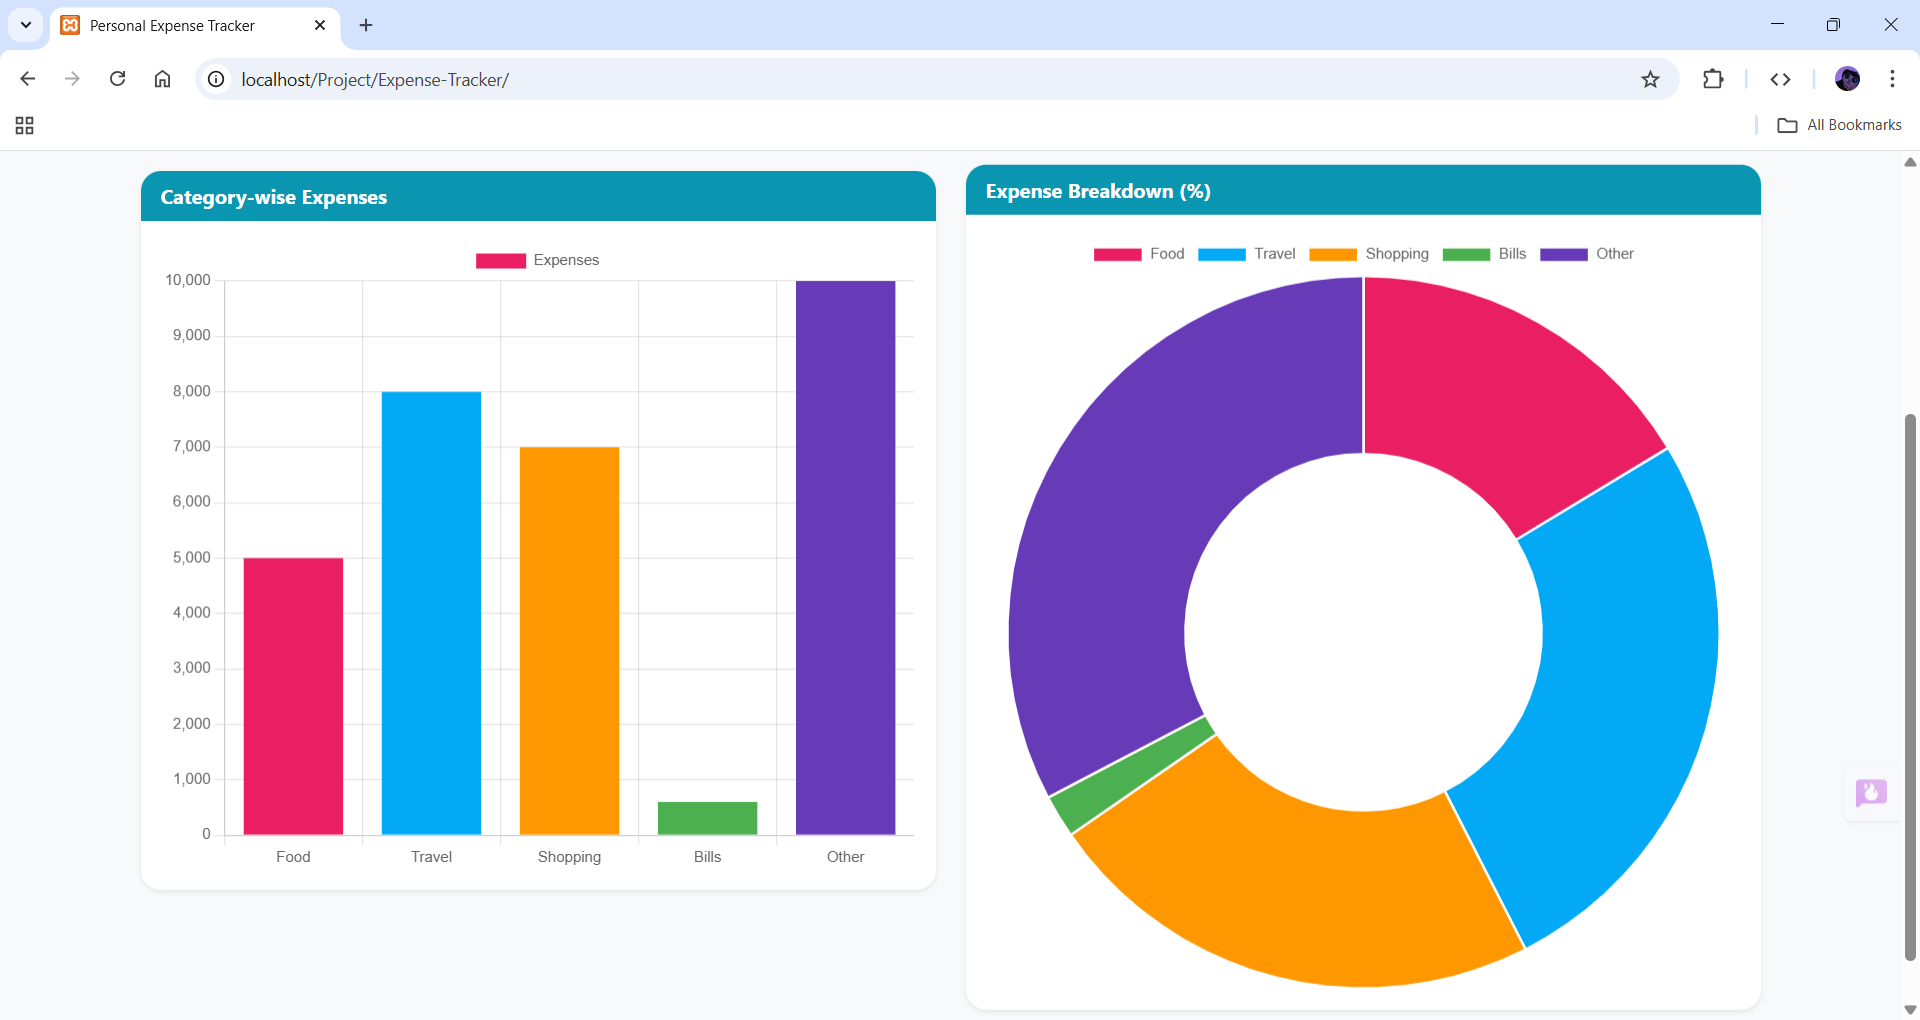 Personal Expense Tracker
localhost/Project/Expense-Tracker/
All Bookmarks
Category-wise Expenses
Expenses
10,000
9,000
8,000
7,000
6,000
5,000
4,000
3,000
2,000
1,000
0
Food Travel Shopping Bills Other
Expense Breakdown (%)
Food Travel Shopping Bills Other